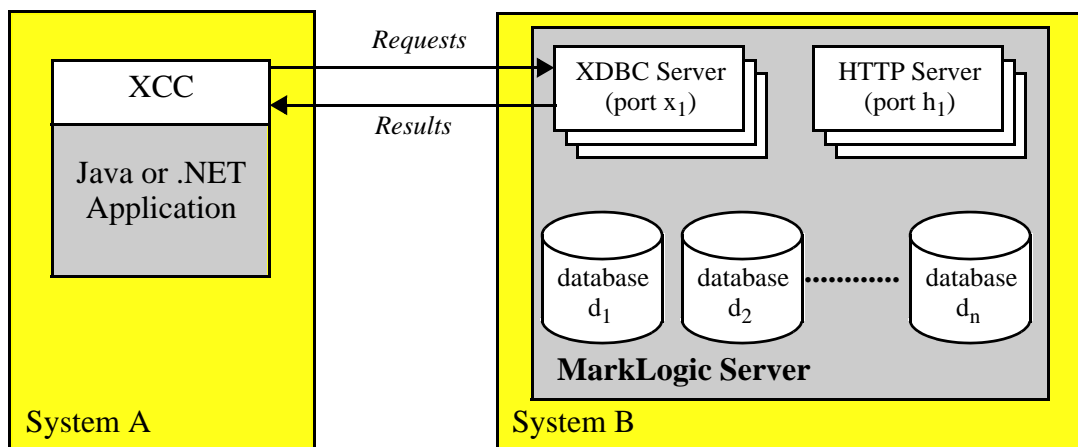 XCC
Java or .NET
Application
System A
Requests
Results
XDBC Server
(port x₁)
HTTP Server
(port h₁)
database
d₁
database
d₂
database
dₙ
MarkLogic Server
System B